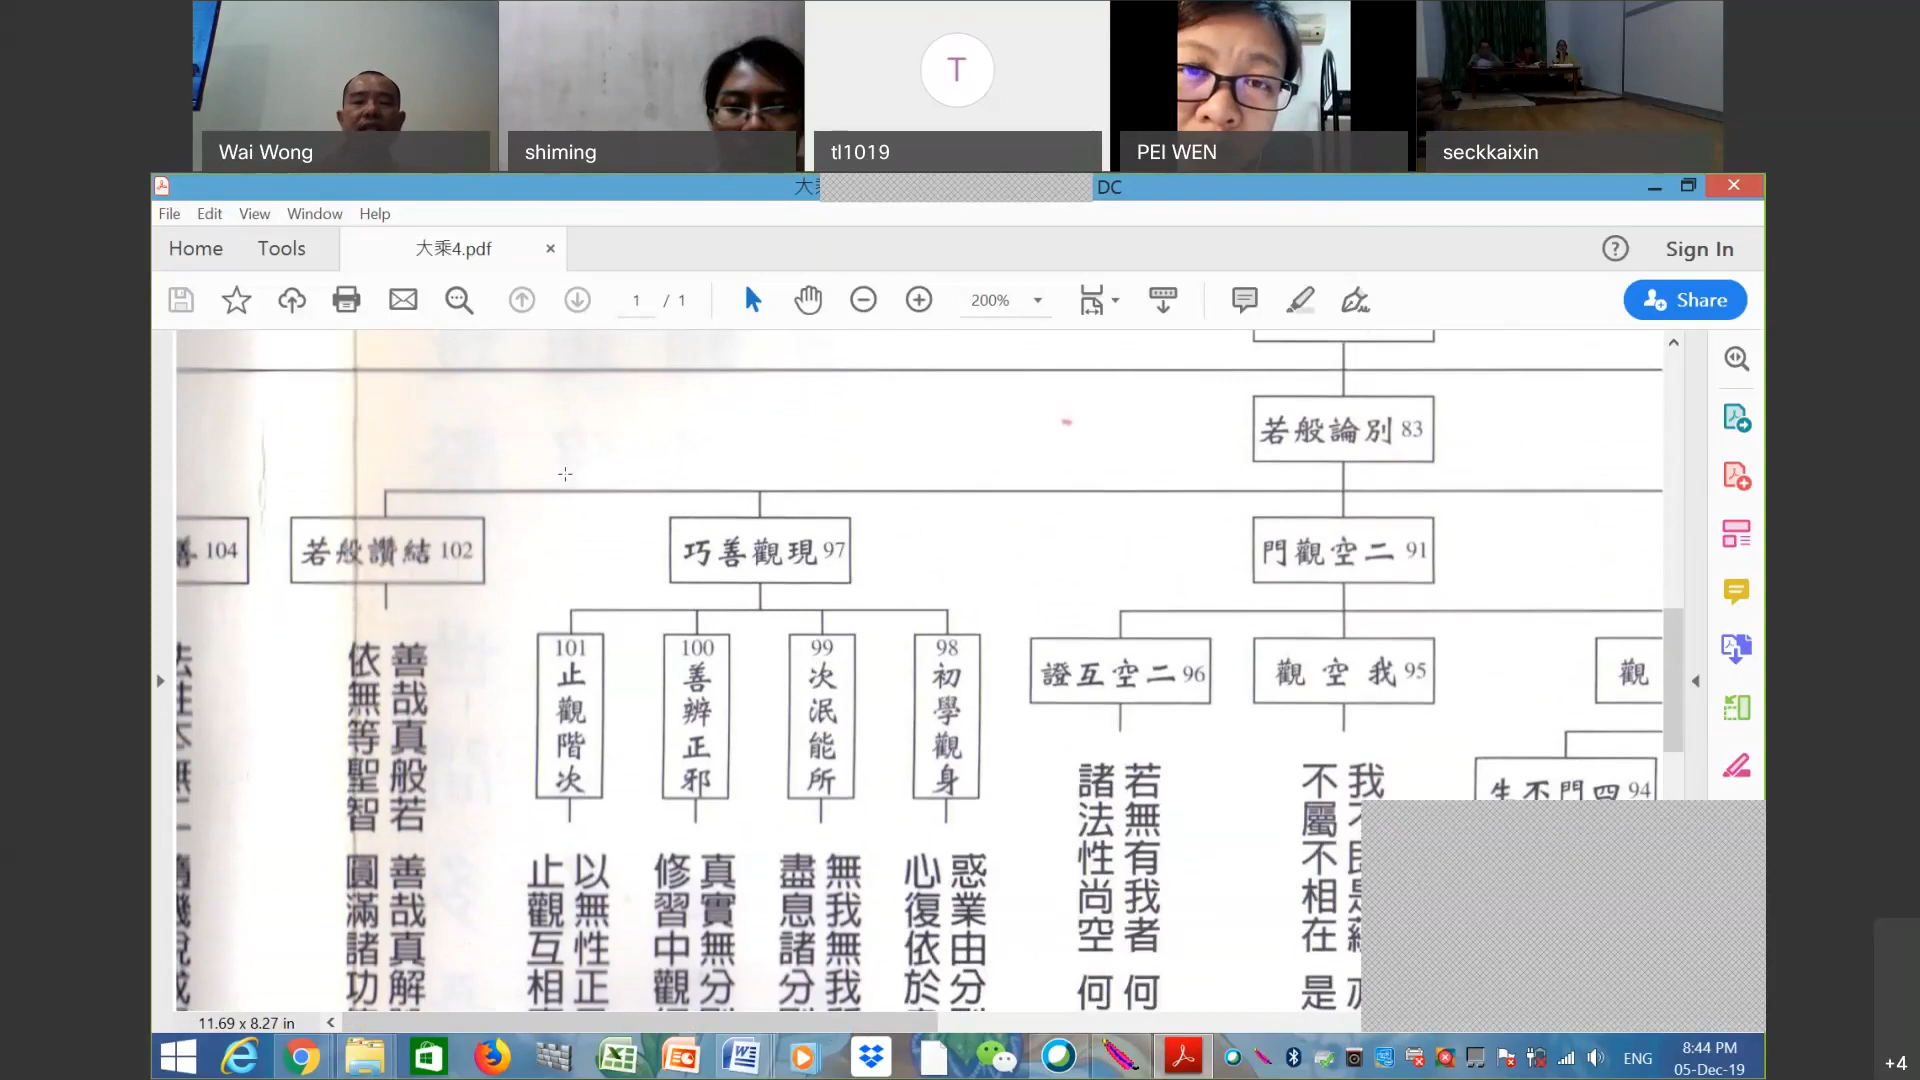 T
Wai Wong
shiming
tl1019
PEI WEN
seckkaixin
DC
File Edit View Window Help
Home Tools 大乘4.pdf × Sign In
1 / 1 200% Share
若般論別 83
104
若般讚結 102
巧善觀現 97
門觀空二 91
101 止觀階次
100 善辨正邪
99 次泯能所
98 初學觀身
證互空二 96
觀空我 95
觀
生不門四 94
善哉真般若 善哉真解
依無等聖智 圓滿諸功
以無性正
止觀互相
真實無分
修習中觀
無我無我
盡息諸分
惑業由分
心復依於
若無有我者 何
諸法性尚空 何
我
不屬不相在 是
11.69 x 8.27 in
ENG
8:44 PM
05-Dec-19
+4